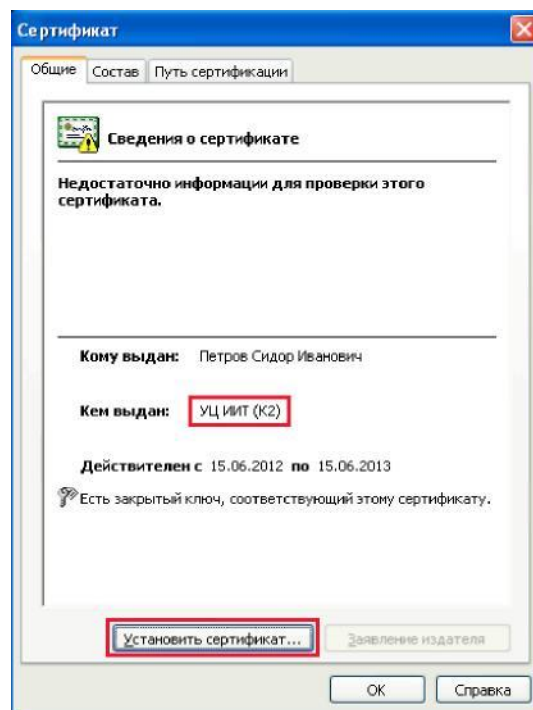 Сертификат
Общие Состав Путь сертификации
Сведения о сертификате
Недостаточно информации для проверки этого
сертификата.
Кому выдан: Петров Сидор Иванович
Кем выдан: УЦ ИИТ (К2)
Действителен с 15.06.2012 по 15.06.2013
Есть закрытый ключ, соответствующий этому сертификату.
Установить сертификат... Заявление издателя
ОК Справка